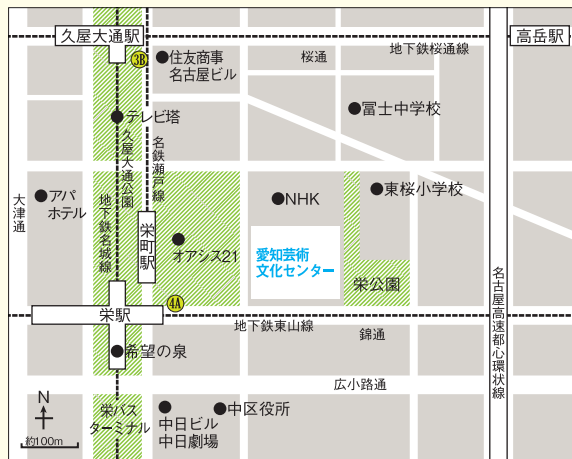 久屋大通駅
高岳駅
3B
住友商事
名古屋ビル
桜通
地下鉄桜通線
テレビ塔
冨士中学校
久屋大通公園
名鉄瀬戸線
大津通
アパ
ホテル
地下鉄名城線
栄町駅
オアシス21
NHK
東桜小学校
愛知芸術
文化センター
栄公園
4A
栄駅
地下鉄東山線
錦通
名古屋高速都心環状線
希望の泉
広小路通
N
約100m
栄バス
ターミナル
中日ビル
中日劇場
中区役所